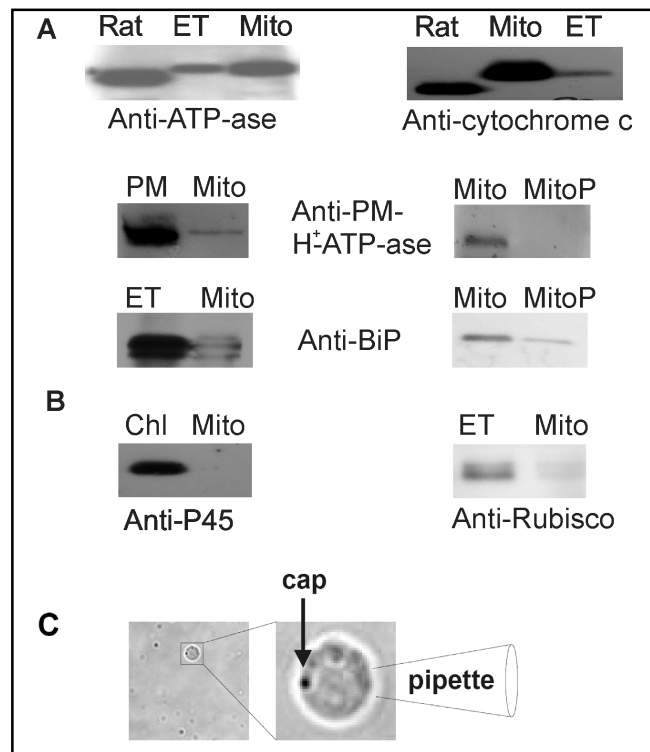 A
Rat ET Mito
Rat Mito ET
Anti-ATP-ase
Anti-cytochrome c
PM Mito
Anti-PM-
H+-ATP-ase
Mito MitoP
ET Mito
Anti-BiP
Mito MitoP
B
Chl Mito
ET Mito
Anti-P45
Anti-Rubisco
cap
C
pipette